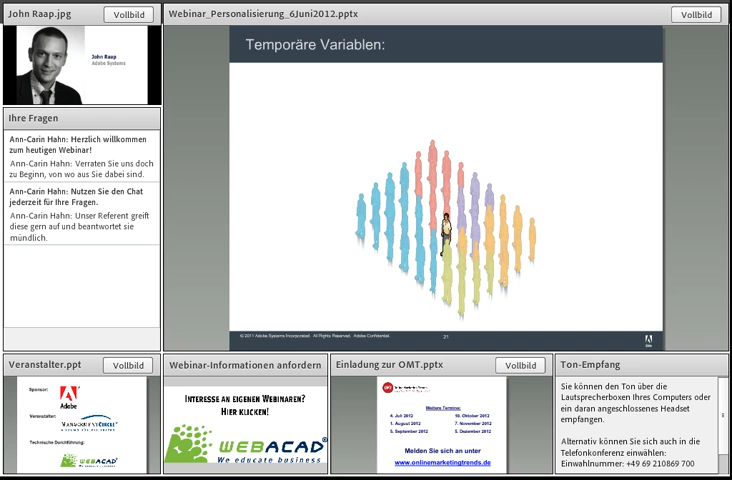 John Raap.jpg
Vollbild
Webinar_Personalisierung_6Juni2012.pptx
Vollbild
John Raap
Adobe Systems
Temporäre Variablen:
Ihre Fragen
Ann-Carin Hahn: Herzlich willkommen
zum heutigen Webinar!
Ann-Carin Hahn: Verraten Sie uns doch
zu Beginn, von wo aus Sie dabei sind.
Ann-Carin Hahn: Nutzen Sie den Chat
jederzeit für Ihre Fragen.
Ann-Carin Hahn: Unser Referent greift
diese gern auf und beantwortet sie
mündlich.
© 2011 Adobe Systems Incorporated. All Rights Reserved. Adobe Confidential.
21
Veranstalter.ppt
Vollbild
Sponsor:
Adobe
Veranstalter:
MANAGEMENT CIRCLE
Technische Durchführung:
WEBACAD
Webinar-Informationen anfordern
INTERESSE AN EIGENEN WEBINAREN?
HIER KLICKEN!
WEBACAD
We educate business
Einladung zur OMT.pptx
Vollbild
Weitere Termine:
4. Juli 2012
10. Oktober 2012
1. August 2012
7. November 2012
5. September 2012
5. Dezember 2012
Melden Sie sich an unter
www.onlinemarketingtrends.de
Ton-Empfang
Sie können den Ton über die
Lautsprecherboxen Ihres Computers oder
ein daran angeschlossenes Headset
empfangen.
Alternativ können Sie sich auch in die
Telefonkonferenz einwählen:
Einwahlnummer: +49 69 210869 700